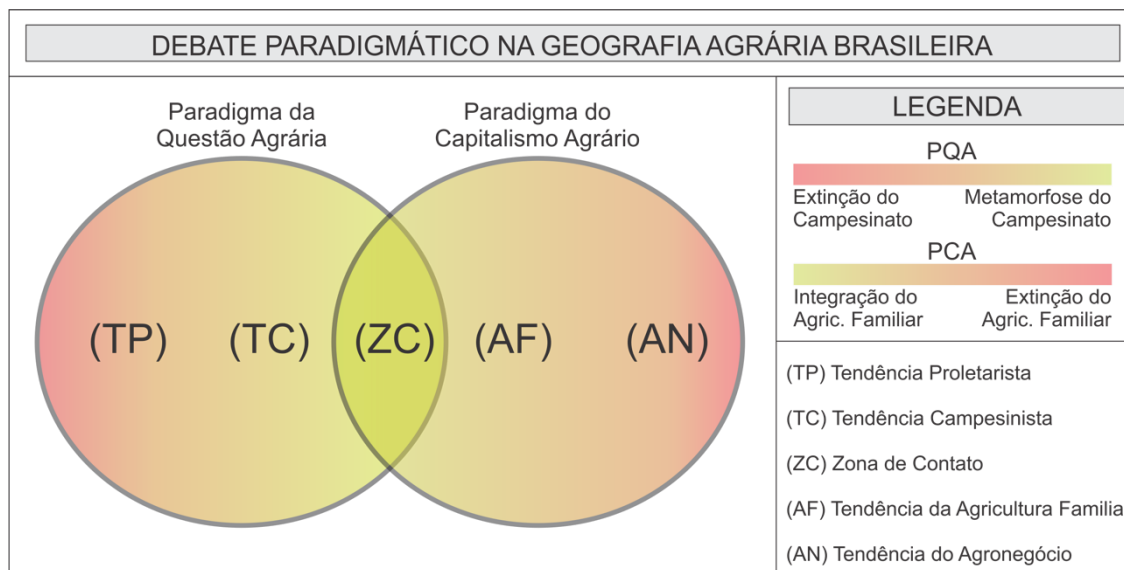 DEBATE PARADIGMÁTICO NA GEOGRAFIA AGRÁRIA BRASILEIRA
Paradigma da
Questão Agrária
Paradigma do
Capitalismo Agrário
(TP)
(TC)
(ZC)
(AF)
(AN)
LEGENDA
PQA
Extinção do
Campesinato
Metamorfose do
Campesinato
PCA
Integração do
Agric. Familiar
Extinção do
Agric. Familiar
(TP) Tendência Proletarista
(TC) Tendência Campesinista
(ZC) Zona de Contato
(AF) Tendência da Agricultura Familia
(AN) Tendência do Agronegócio